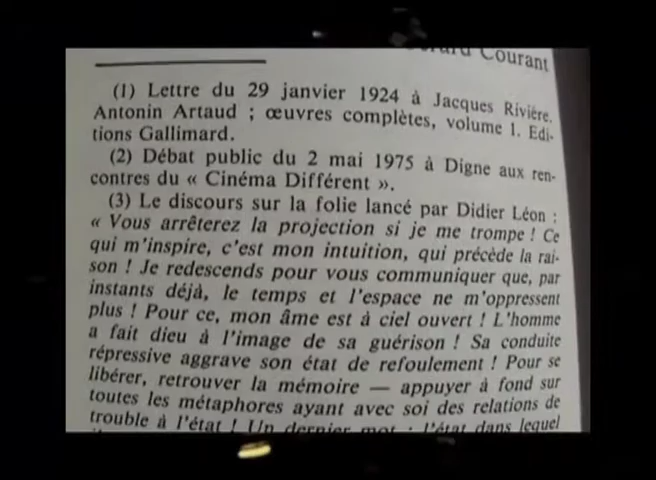 Gérard Courant
(1) Lettre du 29 janvier 1924 à Jacques Rivière.
Antonin Artaud ; œuvres complètes, volume 1. Edi-
tions Gallimard.
(2) Débat public du 2 mai 1975 à Digne aux ren-
contres du « Cinéma Différent ».
(3) Le discours sur la folie lancé par Didier Léon :
« Vous arrêterez la projection si je me trompe ! Ce
qui m'inspire, c'est mon intuition, qui précède la rai-
son ! Je redescends pour vous communiquer que, par
instants déjà, le temps et l'espace ne m'oppressent
plus ! Pour ce, mon âme est à ciel ouvert ! L'homme
a fait dieu à l'image de sa guérison ! Sa conduite
répressive aggrave son état de refoulement ! Pour se
libérer, retrouver la mémoire — appuyer à fond sur
toutes les métaphores ayant avec soi des relations de
trouble à l'état ! Un dernier mot : l'état dans lequel